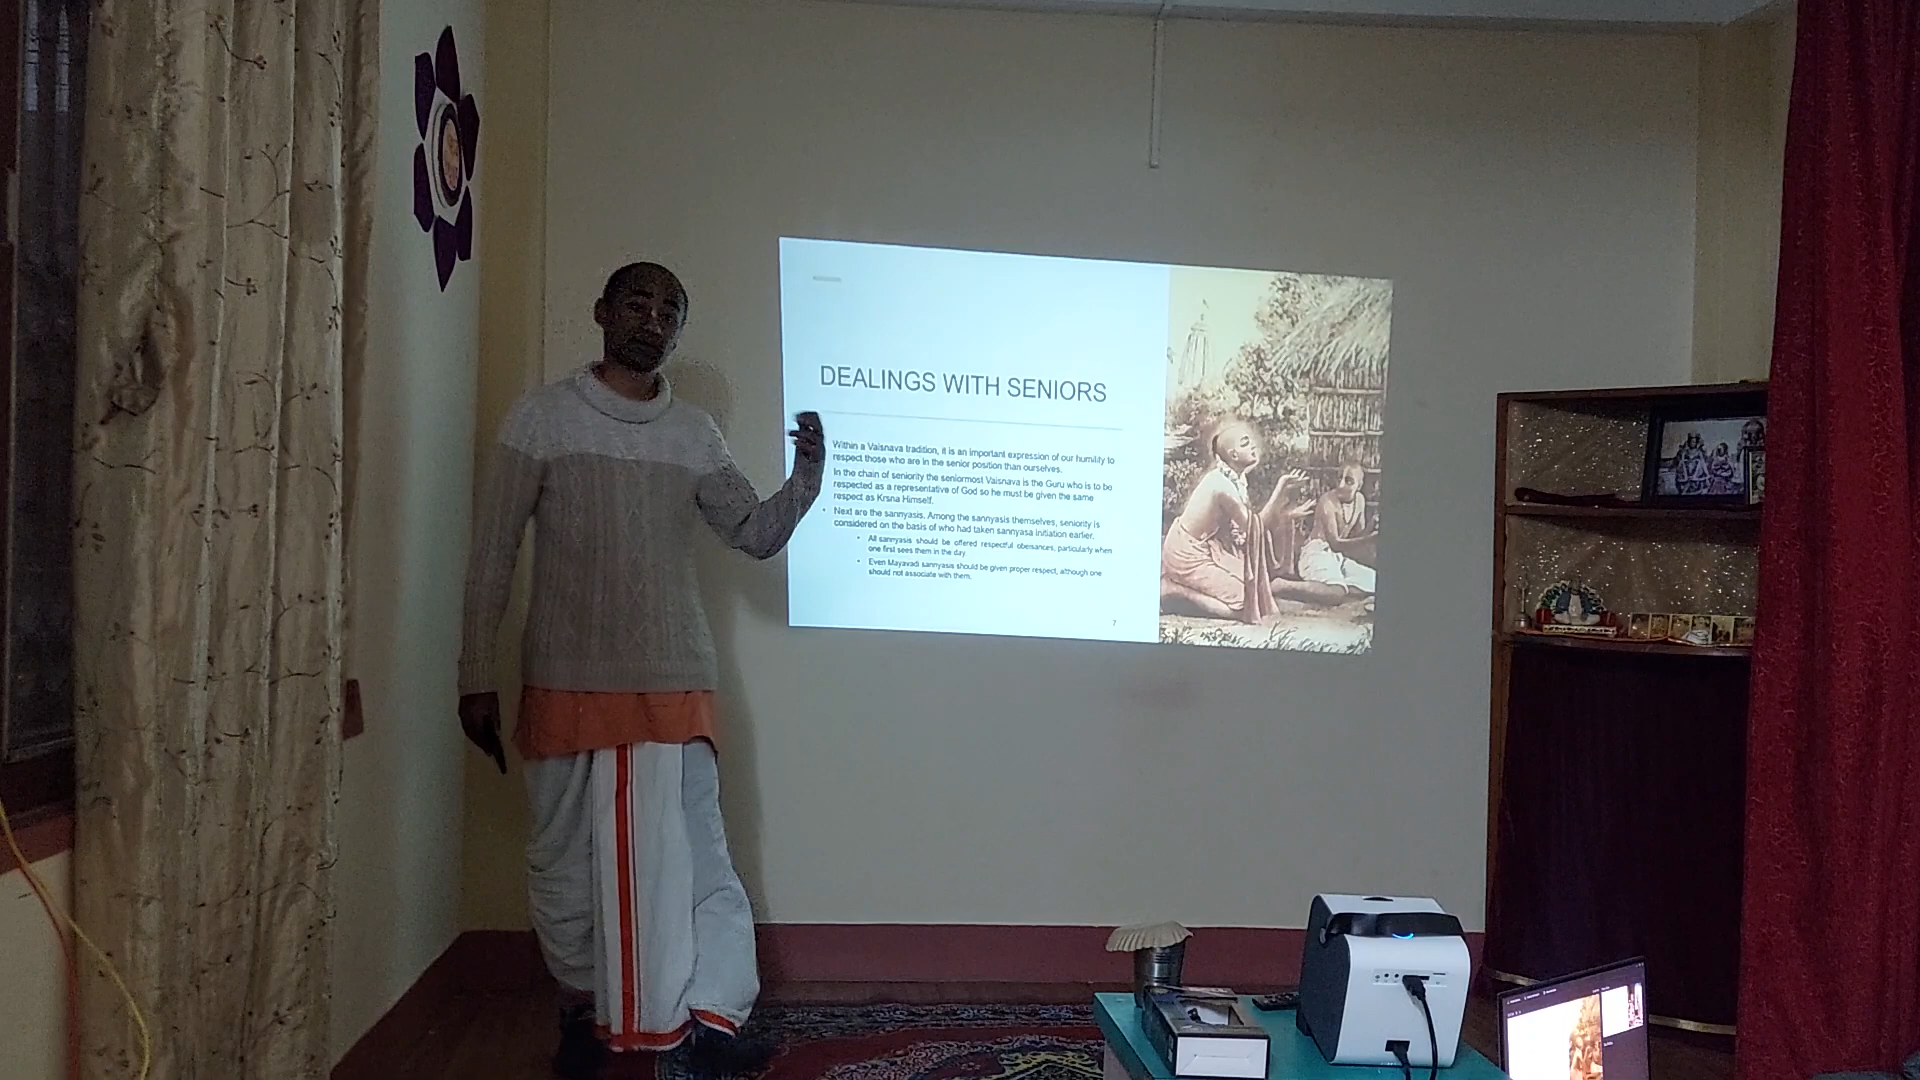 DEALINGS WITH SENIORS
Within a Vaisnava tradition, it is an important expression of our humility to
respect those who are in the senior position than ourselves.
In the chain of seniority the seniormost Vaisnava is the Guru who is to be
respected as a representative of God so he must be given the same
respect as Krsna Himself.
• Next are the sannyasis. Among the sannyasis themselves, seniority is
considered on the basis of who had taken sannyasa initiation earlier.
• All sannyasis should be offered respectful obeisances, particularly when
one first sees them in the day
• Even Mayavadi sannyasis should be given proper respect, although one
should not associate with them.
7